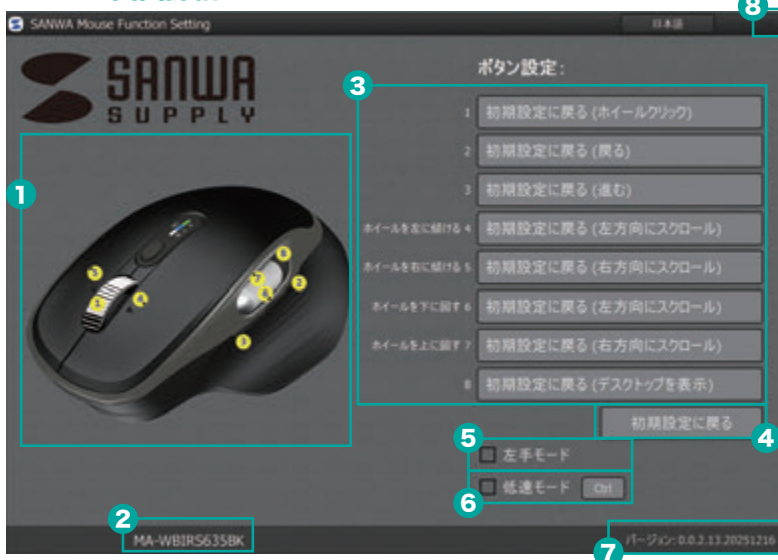 8
SANWA Mouse Function Setting
日本語
SANWA
SUPPLY
ボタン設定:
3
1 初期設定に戻る (ホイールクリック)
2 初期設定に戻る (戻る)
1
3 初期設定に戻る (進む)
ホイールを左に傾ける 4 初期設定に戻る (左方向にスクロール)
ホイールを右に傾ける 5 初期設定に戻る (右方向にスクロール)
ホイールを下に回す 6 初期設定に戻る (左方向にスクロール)
ホイールを上に回す 7 初期設定に戻る (右方向にスクロール)
8 初期設定に戻る (デスクトップを表示)
初期設定に戻る
4
5
左手モード
低速モード Ctrl
6
2
MA-WBIRS635BK
バージョン: 0.0.2.13.20251216
7